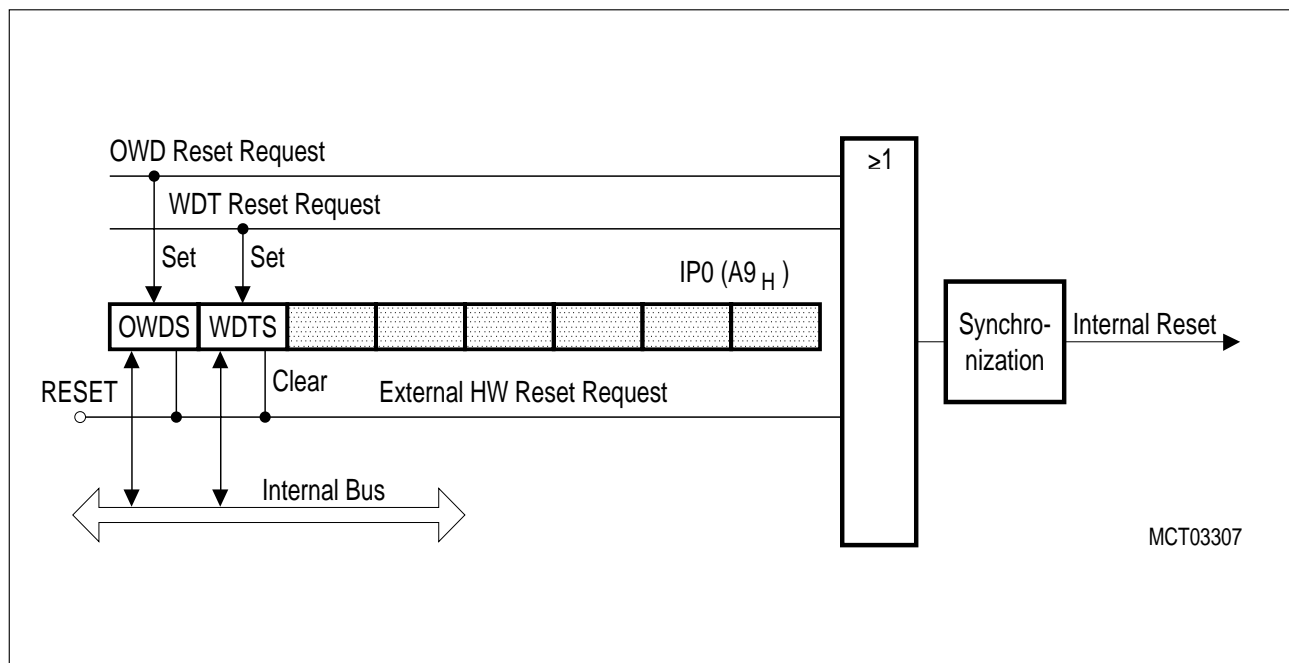 OWD Reset Request
≥1
WDT Reset Request
Set
Set
IP0 (A9 H )
OWDS
WDTS
Synchro-
nization
Internal Reset
Clear
RESET
External HW Reset Request
Internal Bus
MCT03307